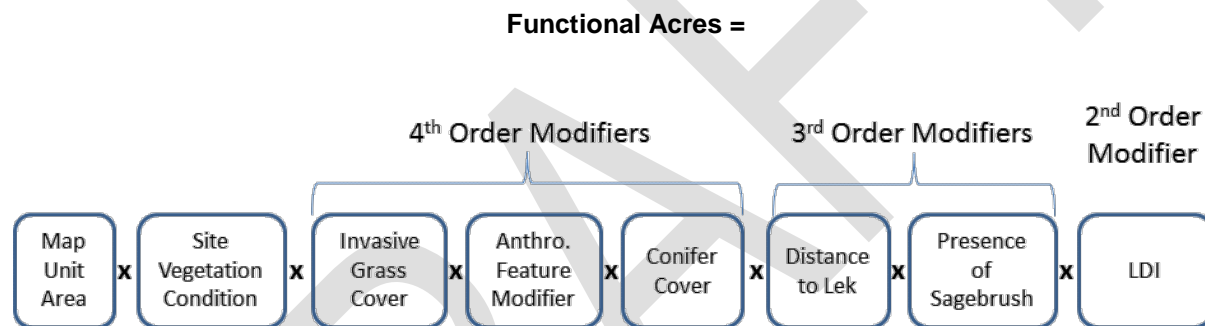 Functional Acres =
4th Order Modifiers
3rd Order Modifiers
2nd Order
Modifier
Map
Unit
Area
x
Site
Vegetation
Condition
x
Invasive
Grass
Cover
x
Anthro.
Feature
Modifier
x
Conifer
Cover
x
Distance
to Lek
x
Presence
of
Sagebrush
x
LDI